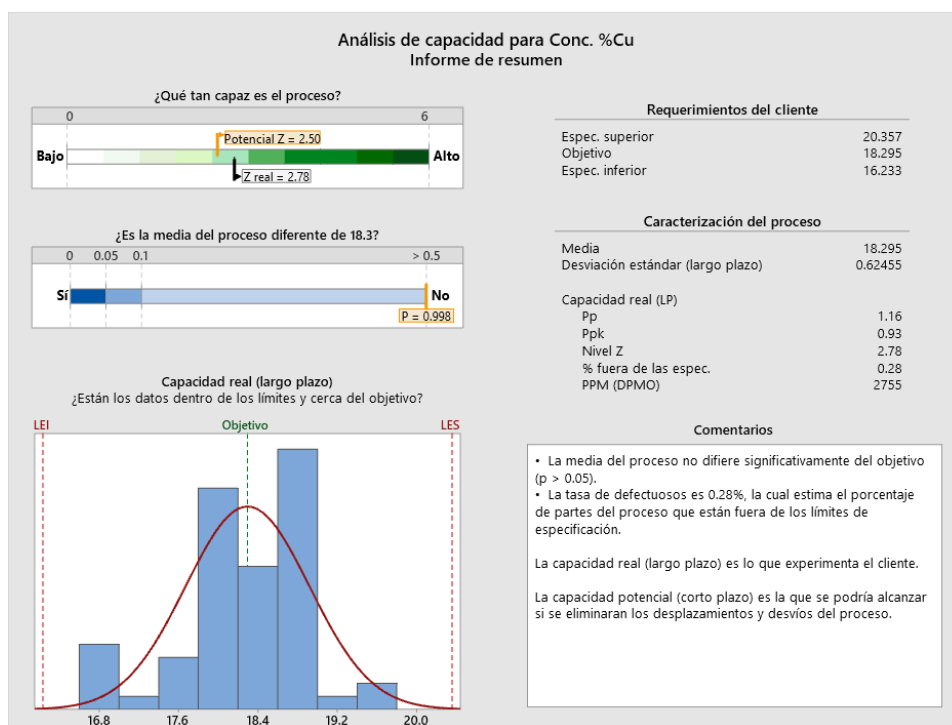 Análisis de capacidad para Conc. %Cu
Informe de resumen
¿Qué tan capaz es el proceso?
0 6
Potencial Z = 2.50
Bajo Alto
Z real = 2.78
¿Es la media del proceso diferente de 18.3?
0 0.05 0.1 > 0.5
Sí No
P = 0.998
Capacidad real (largo plazo)
¿Están los datos dentro de los límites y cerca del objetivo?
LEI Objetivo LES
16.8 17.6 18.4 19.2 20.0
Requerimientos del cliente
Espec. superior 20.357
Objetivo 18.295
Espec. inferior 16.233
Caracterización del proceso
Media 18.295
Desviación estándar (largo plazo) 0.62455
Capacidad real (LP)
Pp 1.16
Ppk 0.93
Nivel Z 2.78
% fuera de las espec. 0.28
PPM (DPMO) 2755
Comentarios
• La media del proceso no difiere significativamente del objetivo
(p > 0.05).
• La tasa de defectuosos es 0.28%, la cual estima el porcentaje
de partes del proceso que están fuera de los límites de
especificación.
La capacidad real (largo plazo) es lo que experimenta el cliente.
La capacidad potencial (corto plazo) es la que se podría alcanzar
si se eliminaran los desplazamientos y desvíos del proceso.